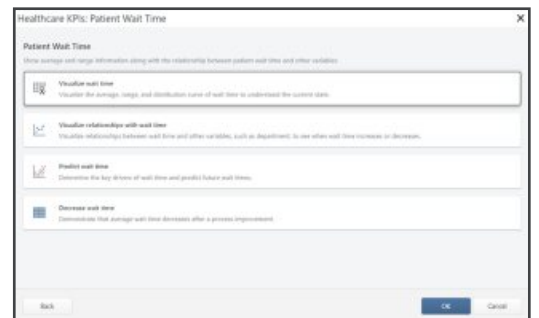 Healthcare KPIs: Patient Wait Time
Patient Wait Time
Show average and range information along with the relationship between patient wait time and other variables.
Visualize wait time
Visualize the average, range, and distribution curve of wait time to understand the current state.
Visualize relationships with wait time
Visualize relationships between wait time and other variables, such as department, to see when wait time increases or decreases.
Predict wait time
Determine the key drivers of wait time and predict future wait times.
Decrease wait time
Demonstrate that average wait time decreases after a process improvement.
Back
OK
Cancel